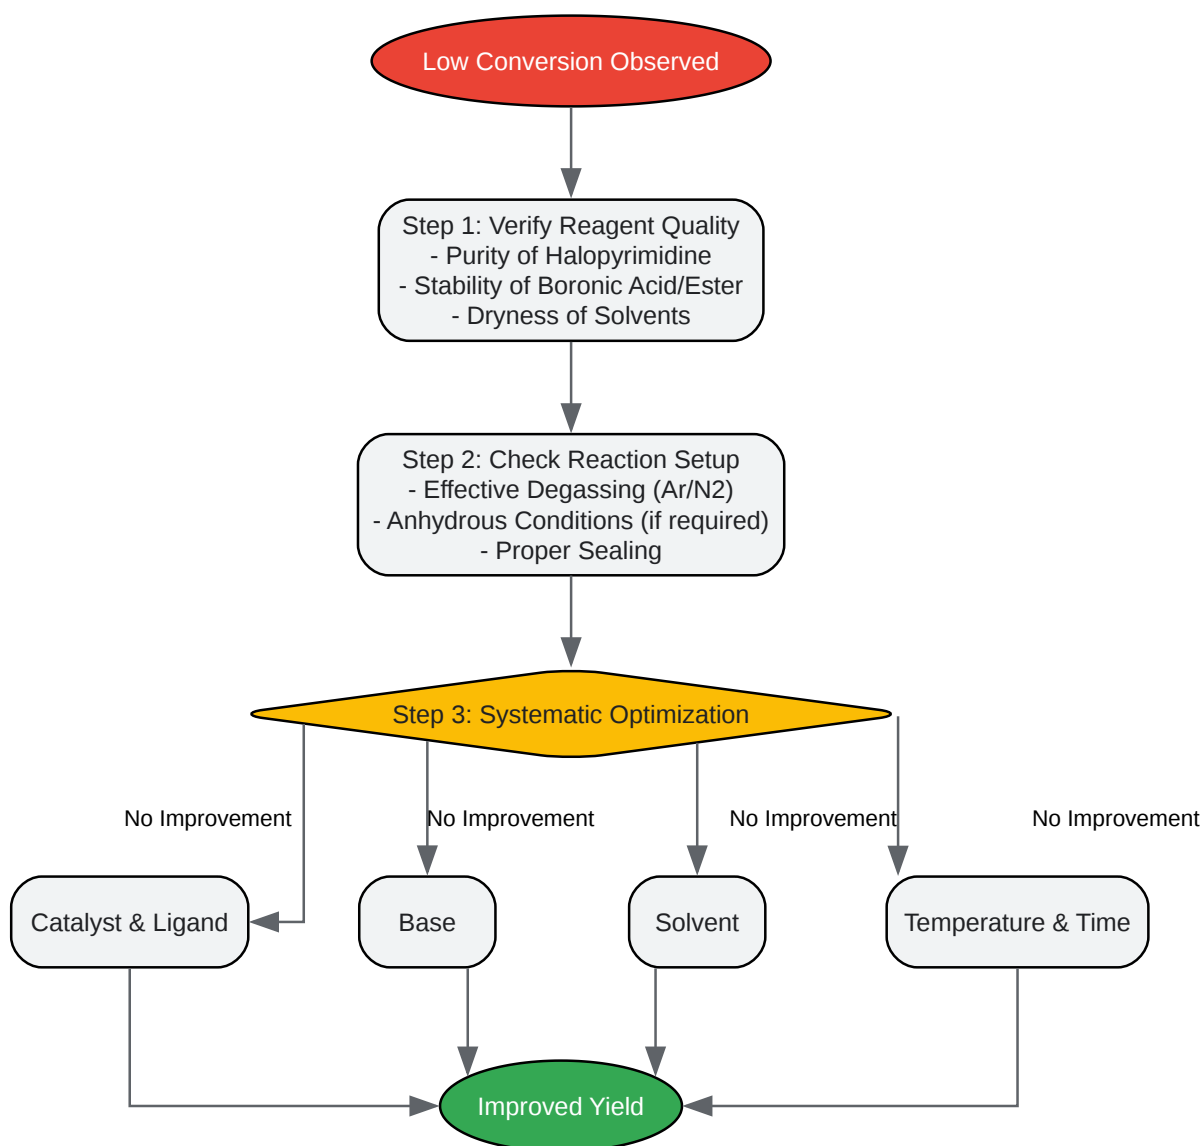 Low Conversion Observed
Step 1: Verify Reagent Quality
- Purity of Halopyrimidine
- Stability of Boronic Acid/Ester
- Dryness of Solvents
Step 2: Check Reaction Setup
- Effective Degassing (Ar/N2)
- Anhydrous Conditions (if required)
- Proper Sealing
Step 3: Systematic Optimization
No Improvement
No Improvement
No Improvement
No Improvement
Catalyst & Ligand
Base
Solvent
Temperature & Time
Improved Yield